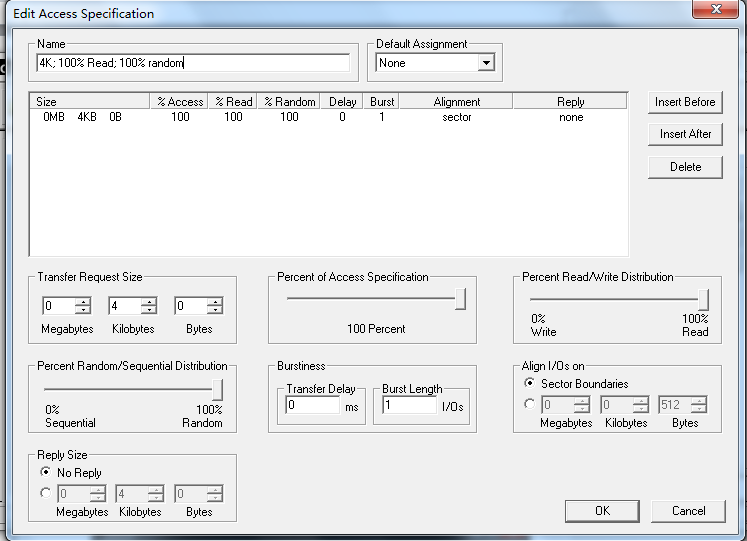 Edit Access Specification
Name
Default Assignment
4K; 100% Read; 100% random
None
Size % Access % Read % Random Delay Burst Alignment Reply
0MB 4KB 0B 100 100 100 0 1 sector none
Insert Before
Insert After
Delete
Transfer Request Size
0 4 0
Megabytes Kilobytes Bytes
Percent of Access Specification
100 Percent
Percent Read/Write Distribution
0% 100%
Write Read
Percent Random/Sequential Distribution
0% 100%
Sequential Random
Burstiness
Transfer Delay Burst Length
0 ms 1 I/Os
Align I/Os on
Sector Boundaries
0 0 512
Megabytes Kilobytes Bytes
Reply Size
No Reply
0 4 0
Megabytes Kilobytes Bytes
OK Cancel